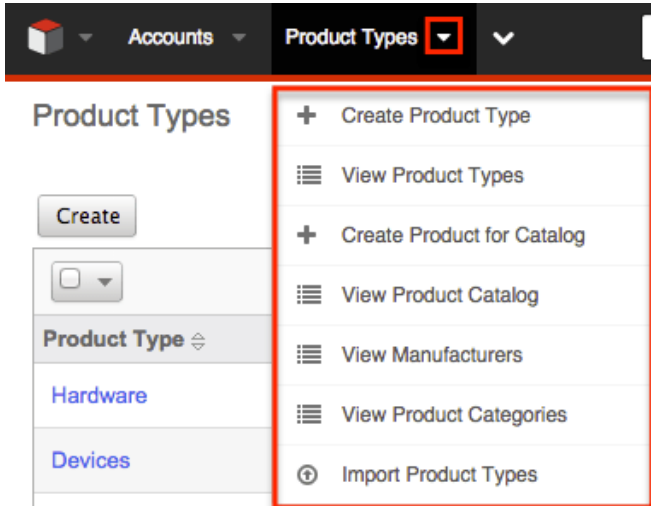 Accounts
Product Types
Product Types
Create
Product Type
Hardware
Devices
Create Product Type
View Product Types
Create Product for Catalog
View Product Catalog
View Manufacturers
View Product Categories
Import Product Types